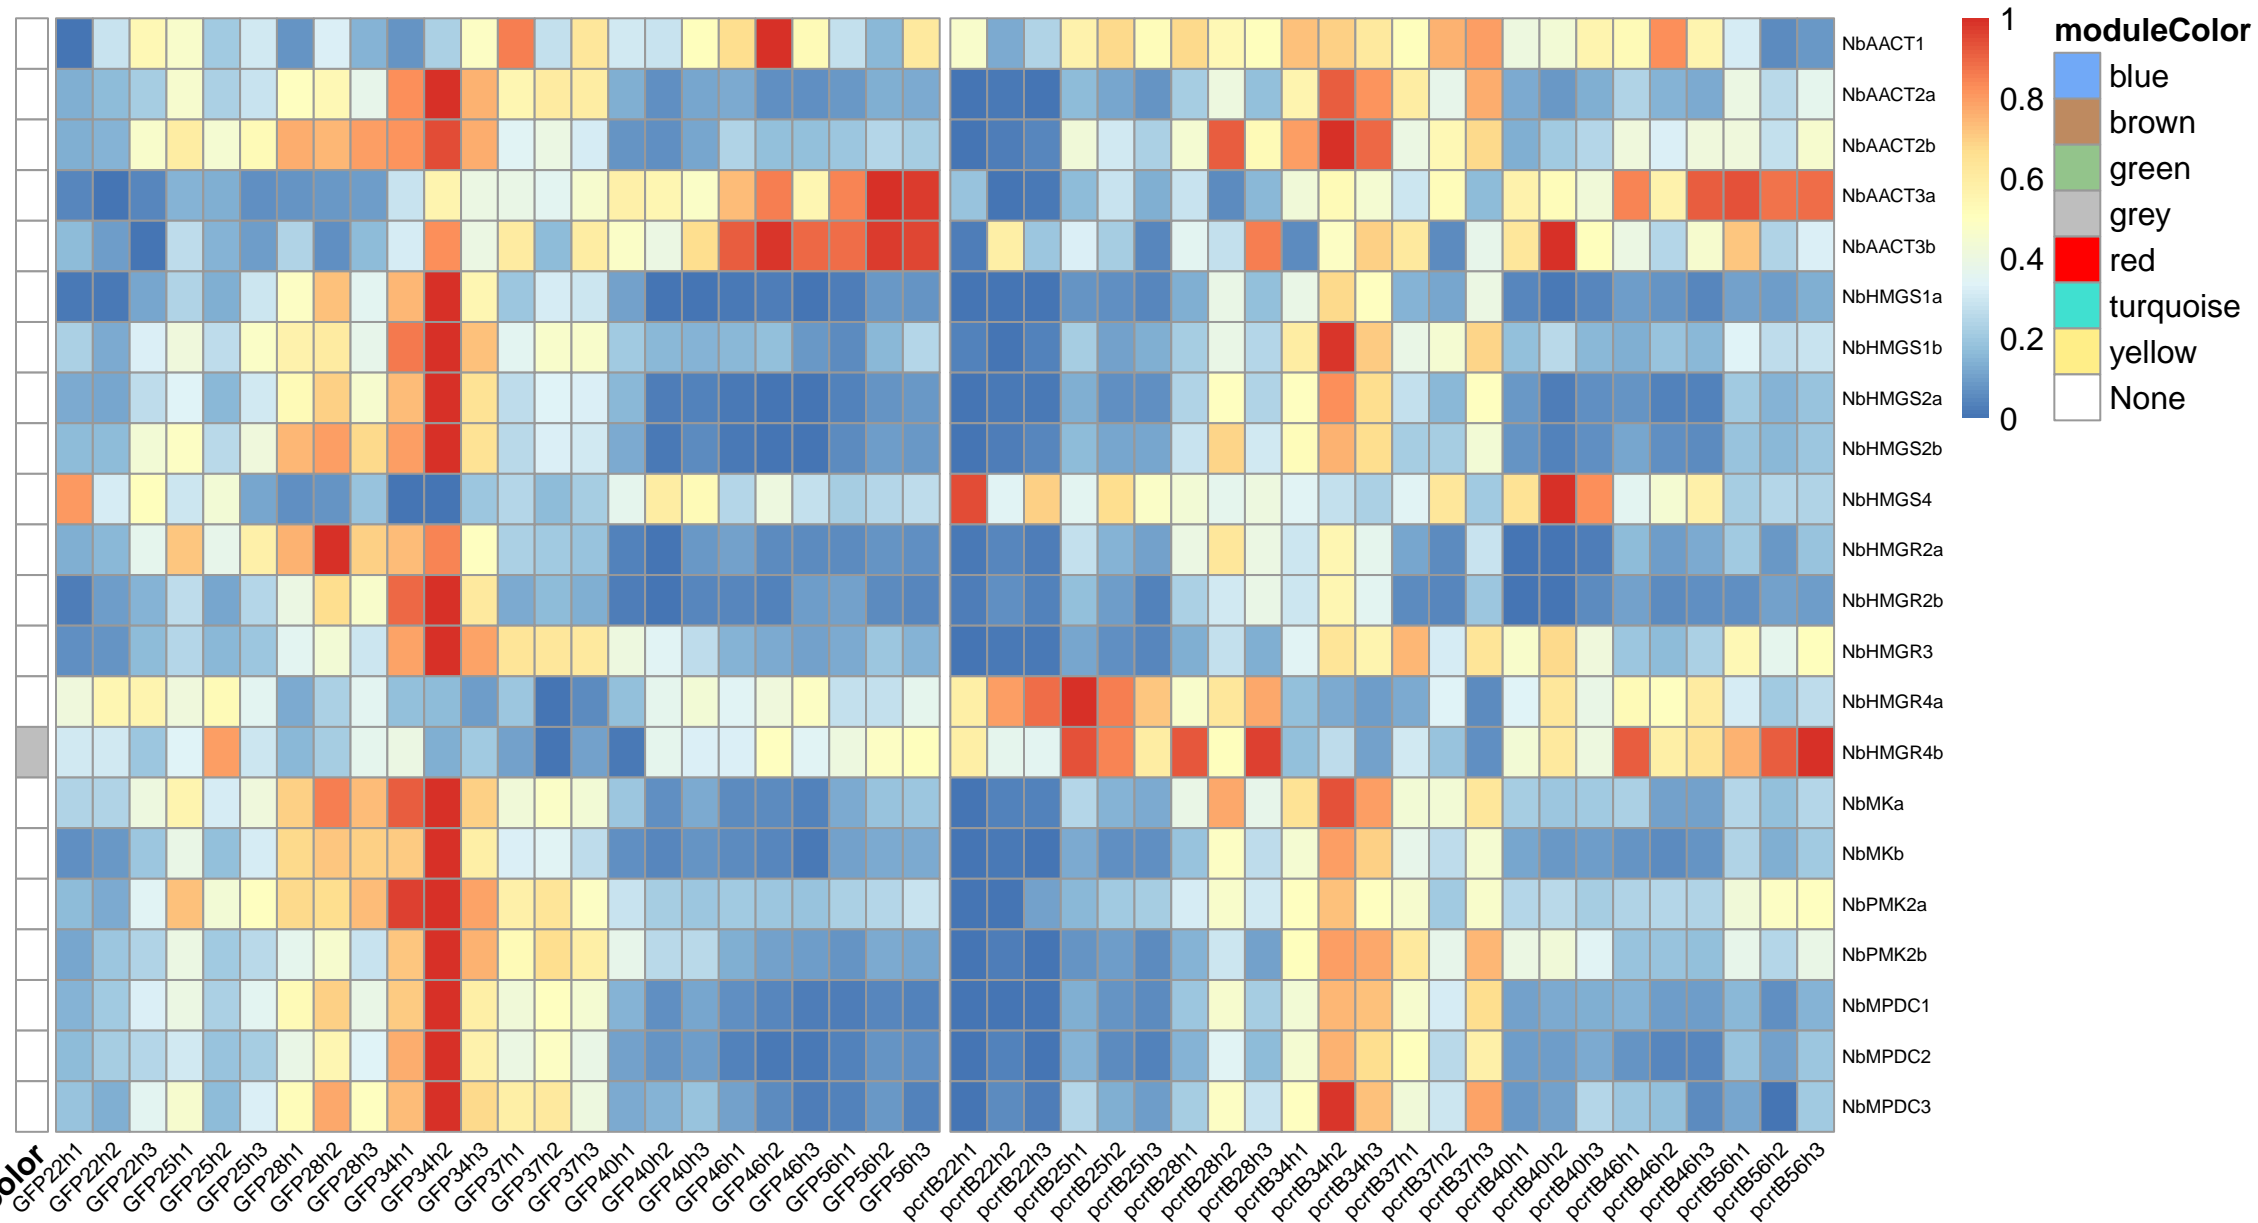 NbAACT1
NbAACT2a
NbAACT2b
NbAACT3a
NbAACT3b
NbHMGS1a
NbHMGS1b
NbHMGS2a
NbHMGS2b
NbHMGS4
NbHMGR2a
NbHMGR2b
NbHMGR3
NbHMGR4a
NbHMGR4b
NbMKa
NbMKb
NbPMK2a
NbPMK2b
NbMPDC1
NbMPDC2
NbMPDC3
1
0.8
0.6
0.4
0.2
0
moduleColor
blue
brown
green
grey
red
turquoise
yellow
None
GFP22h1
GFP22h2
GFP22h3
GFP25h1
GFP25h2
GFP25h3
GFP28h1
GFP28h2
GFP28h3
GFP34h1
GFP34h2
GFP34h3
GFP37h1
GFP37h2
GFP37h3
GFP40h1
GFP40h2
GFP40h3
GFP46h1
GFP46h2
GFP46h3
GFP56h1
GFP56h2
GFP56h3
pcrtB22h1
pcrtB22h2
pcrtB22h3
pcrtB25h1
pcrtB25h2
pcrtB25h3
pcrtB28h1
pcrtB28h2
pcrtB28h3
pcrtB34h1
pcrtB34h2
pcrtB34h3
pcrtB37h1
pcrtB37h2
pcrtB37h3
pcrtB40h1
pcrtB40h2
pcrtB40h3
pcrtB46h1
pcrtB46h2
pcrtB46h3
pcrtB56h1
pcrtB56h2
pcrtB56h3